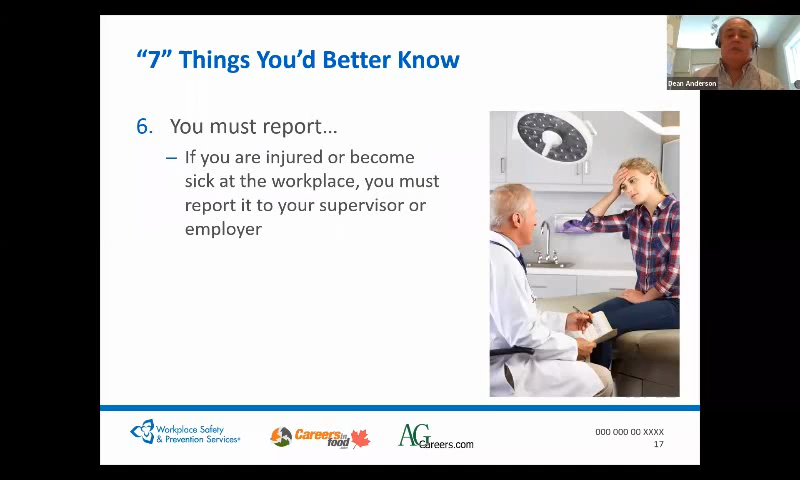 “7” Things You’d Better Know
Dean Anderson
6. You must report…
– If you are injured or become
sick at the workplace, you must
report it to your supervisor or
employer
Workplace Safety
& Prevention Services
Careers in
food
AG
Careers.com
000 000 00 XXXX
17